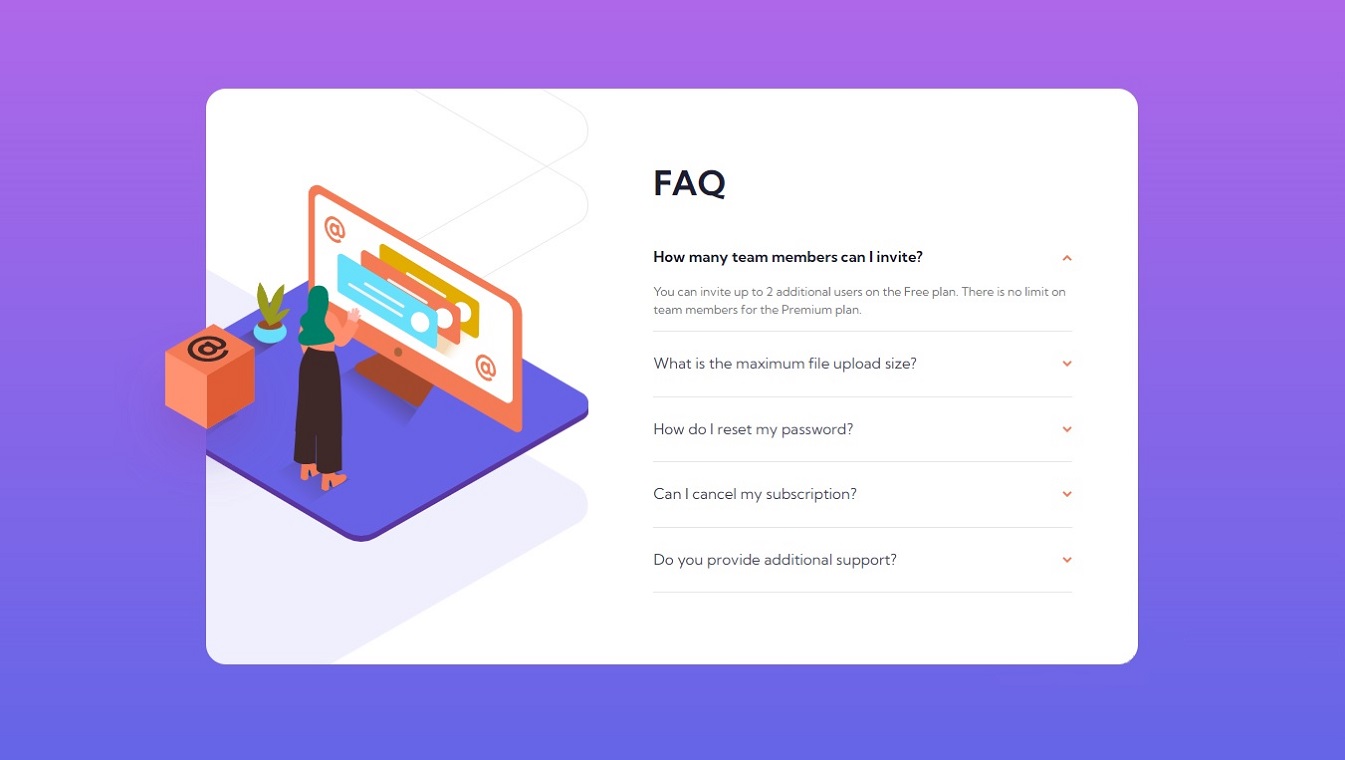 FAQ
How many team members can I invite?
You can invite up to 2 additional users on the Free plan. There is no limit on
team members for the Premium plan.
What is the maximum file upload size?
How do I reset my password?
Can I cancel my subscription?
Do you provide additional support?
@
@
@